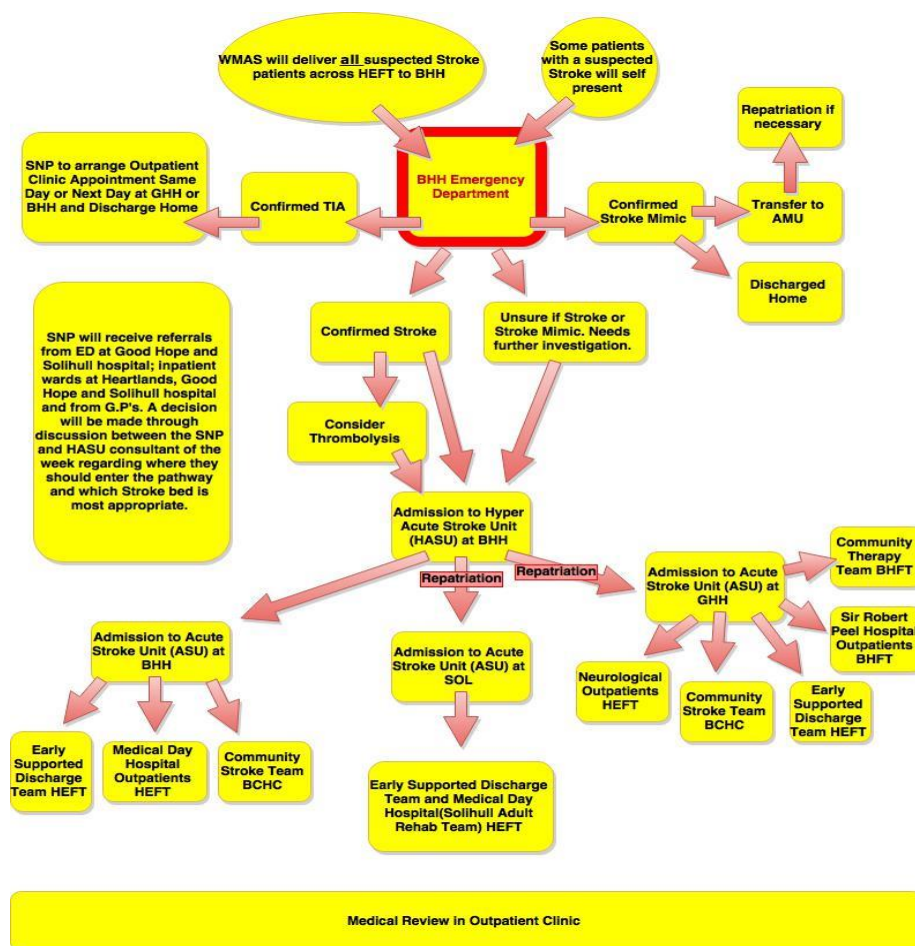 WMAS will deliver all suspected Stroke
patients across HEFT to BHH
Some patients
with a suspected
Stroke will self
present
Repatriation if
necessary
SNP to arrange Outpatient
Clinic Appointment Same
Day or Next Day at GHH or
BHH and Discharge Home
Confirmed TIA
BHH Emergency
Department
Confirmed
Stroke Mimic
Transfer to
AMU
Discharged
Home
SNP will receive referrals
from ED at Good Hope and
Solihull hospital; inpatient
wards at Heartlands, Good
Hope and Solihull hospital
and from G.P's. A decision
will be made through
discussion between the SNP
and HASU consultant of the
week regarding where they
should enter the pathway
and which Stroke bed is
most appropriate.
Confirmed Stroke
Unsure if Stroke or
Stroke Mimic. Needs
further investigation.
Consider
Thrombolysis
Admission to Hyper
Acute Stroke Unit
(HASU) at BHH
Repatriation
Repatriation
Admission to Acute
Stroke Unit (ASU) at
BHH
Admission to Acute
Stroke Unit (ASU) at
SOL
Admission to Acute
Stroke Unit (ASU) at
GHH
Community
Therapy
Team BHFT
Sir Robert
Peel Hospital
Outpatients
BHFT
Neurological
Outpatients
HEFT
Community
Stroke Team
BCHC
Early
Supported
Discharge
Team HEFT
Early
Supported
Discharge
Team HEFT
Medical Day
Hospital
Outpatients
HEFT
Community
Stroke Team
BCHC
Early Supported Discharge
Team and Medical Day
Hospital(Solihull Adult
Rehab Team) HEFT
Medical Review in Outpatient Clinic